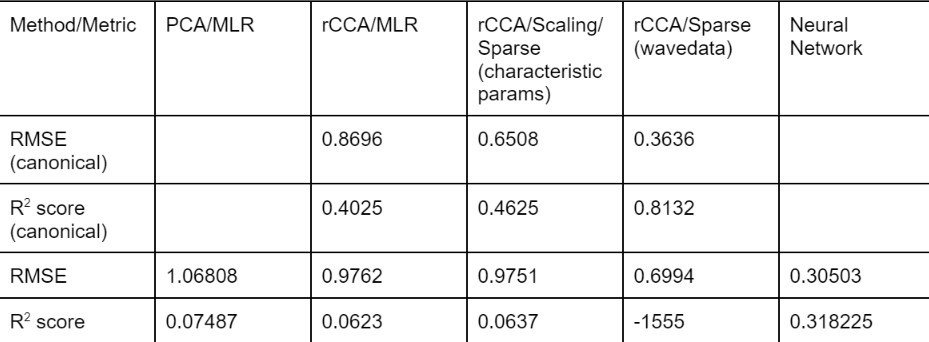 Method/Metric PCA/MLR rCCA/MLR rCCA/Scaling/ rCCA/Sparse Neural
Sparse (wavedata) Network
(characteristic
params)
RMSE 0.8696 0.6508 0.3636
(canonical)
R² score 0.4025 0.4625 0.8132
(canonical)
RMSE 1.06808 0.9762 0.9751 0.6994 0.30503
R² score 0.07487 0.0623 0.0637 -1555 0.318225